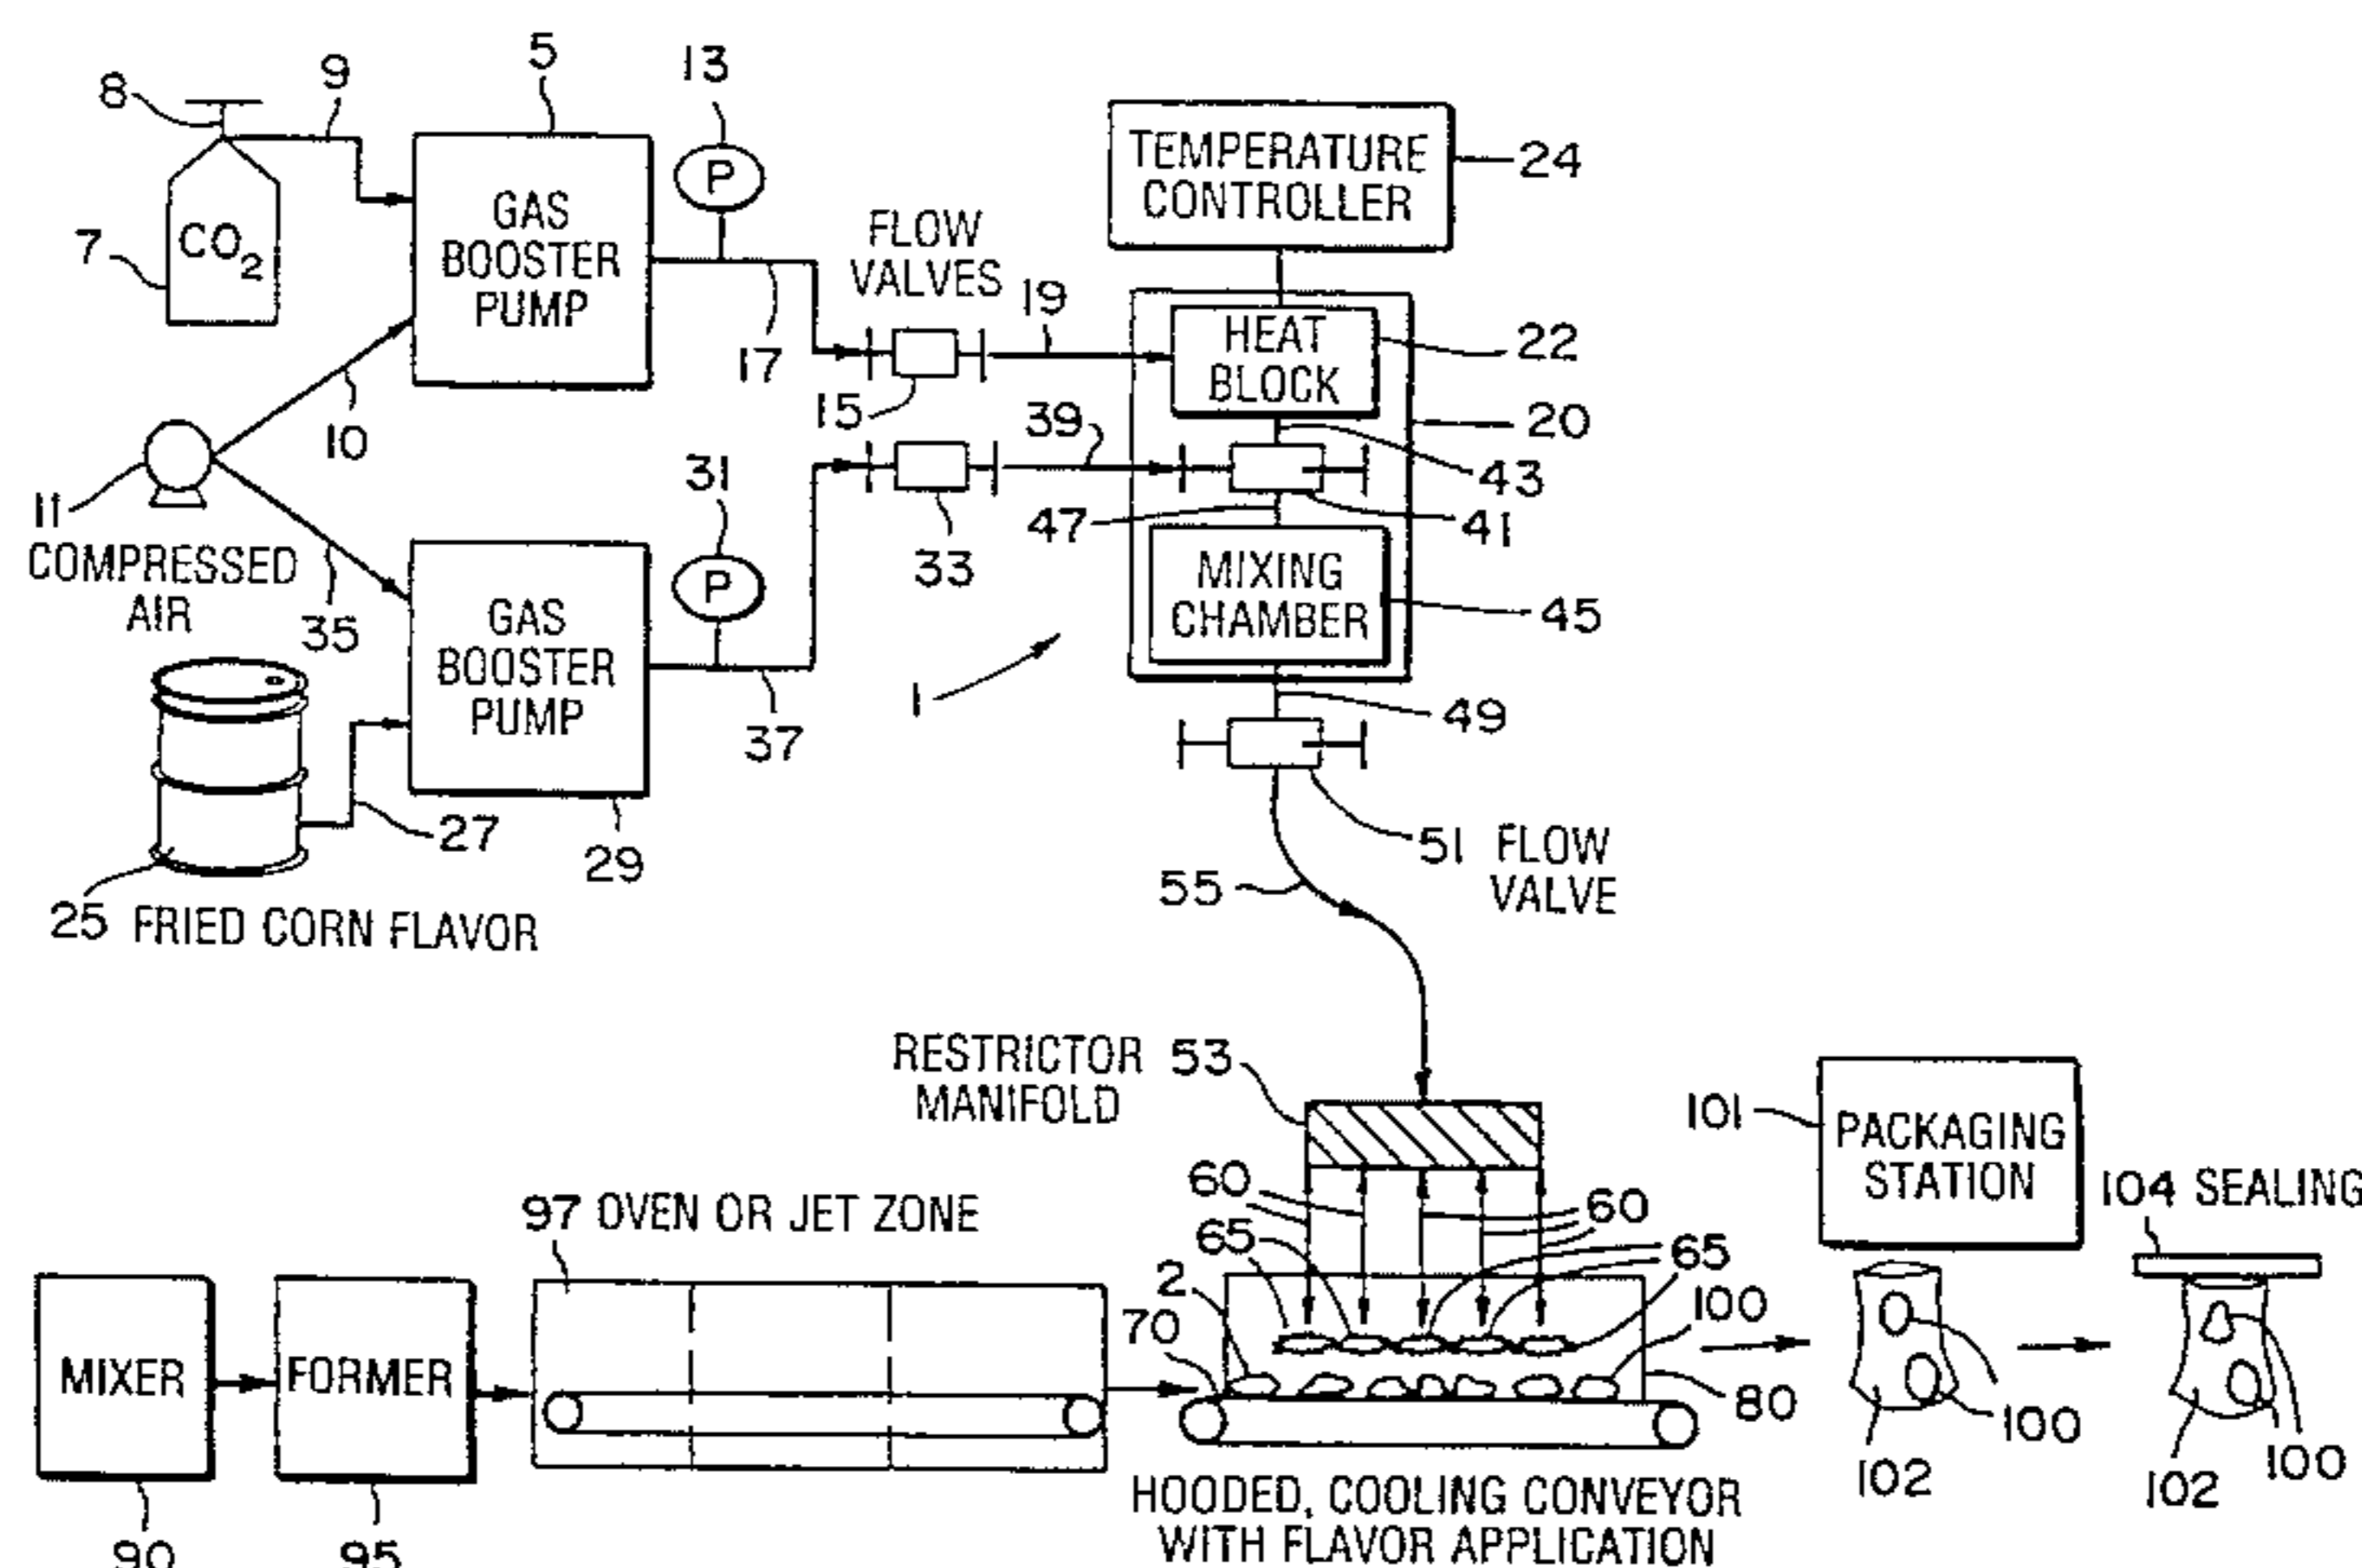 8
9
5
13
7
CO2
GAS
BOOSTER
PUMP
P
17
FLOW
VALVES
15
19
TEMPERATURE
CONTROLLER
24
HEAT
BLOCK
22
20
10
11
COMPRESSED
AIR
35
31
P
33
39
43
41
47
GAS
BOOSTER
PUMP
37
1
MIXING
CHAMBER
45
49
27
29
25 FRIED CORN FLAVOR
51 FLOW
VALVE
55
RESTRICTOR 53
MANIFOLD
101
PACKAGING
STATION
104 SEALING
97 OVEN OR JET ZONE
60
60
65
65
2
70
100
80
MIXER
FORMER
90
95
HOODED, COOLING CONVEYOR
WITH FLAVOR APPLICATION
102
100
102
100